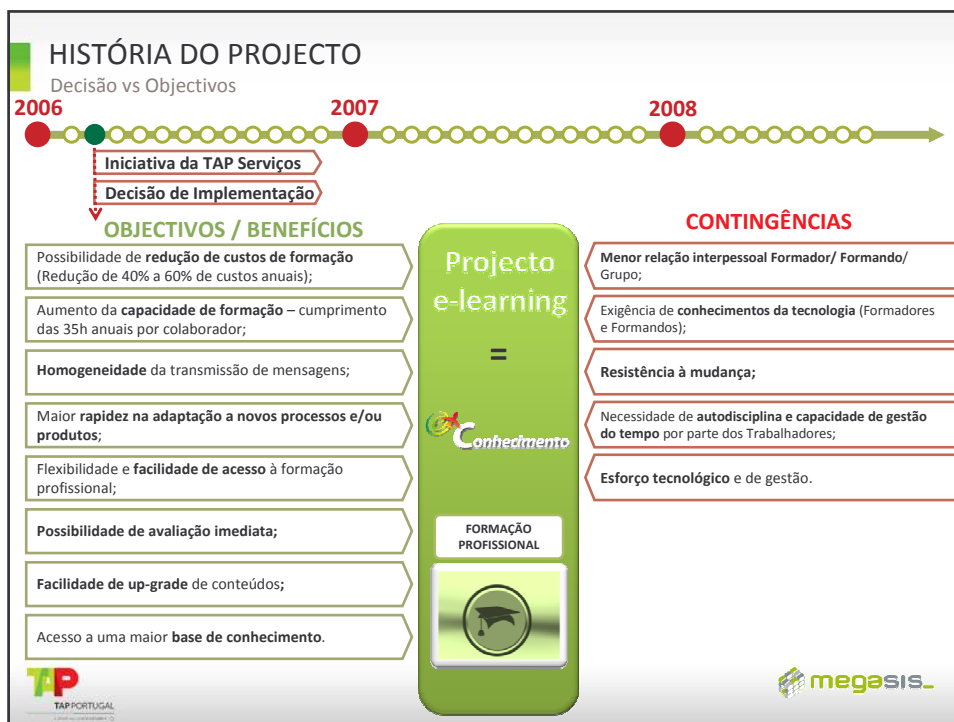 HISTÓRIA DO PROJECTO
Decisão vs Objectivos
2006
2007
2008
Iniciativa da TAP Serviços
Decisão de Implementação
OBJECTIVOS / BENEFÍCIOS
Possibilidade de redução de custos de formação
(Redução de 40% a 60% de custos anuais);
Aumento da capacidade de formação – cumprimento
das 35h anuais por colaborador;
Homogeneidade da transmissão de mensagens;
Maior rapidez na adaptação a novos processos e/ou
produtos;
Flexibilidade e facilidade de acesso à formação
profissional;
Possibilidade de avaliação imediata;
Facilidade de up-grade de conteúdos;
Acesso a uma maior base de conhecimento.
Projecto
e-learning
=
Conhecimento
FORMAÇÃO
PROFISSIONAL
CONTINGÊNCIAS
Menor relação interpessoal Formador/ Formando/
Grupo;
Exigência de conhecimentos da tecnologia (Formadores
e Formandos);
Resistência à mudança;
Necessidade de autodisciplina e capacidade de gestão
do tempo por parte dos Trabalhadores;
Esforço tecnológico e de gestão.
TAP
TAP PORTUGAL
megasis_